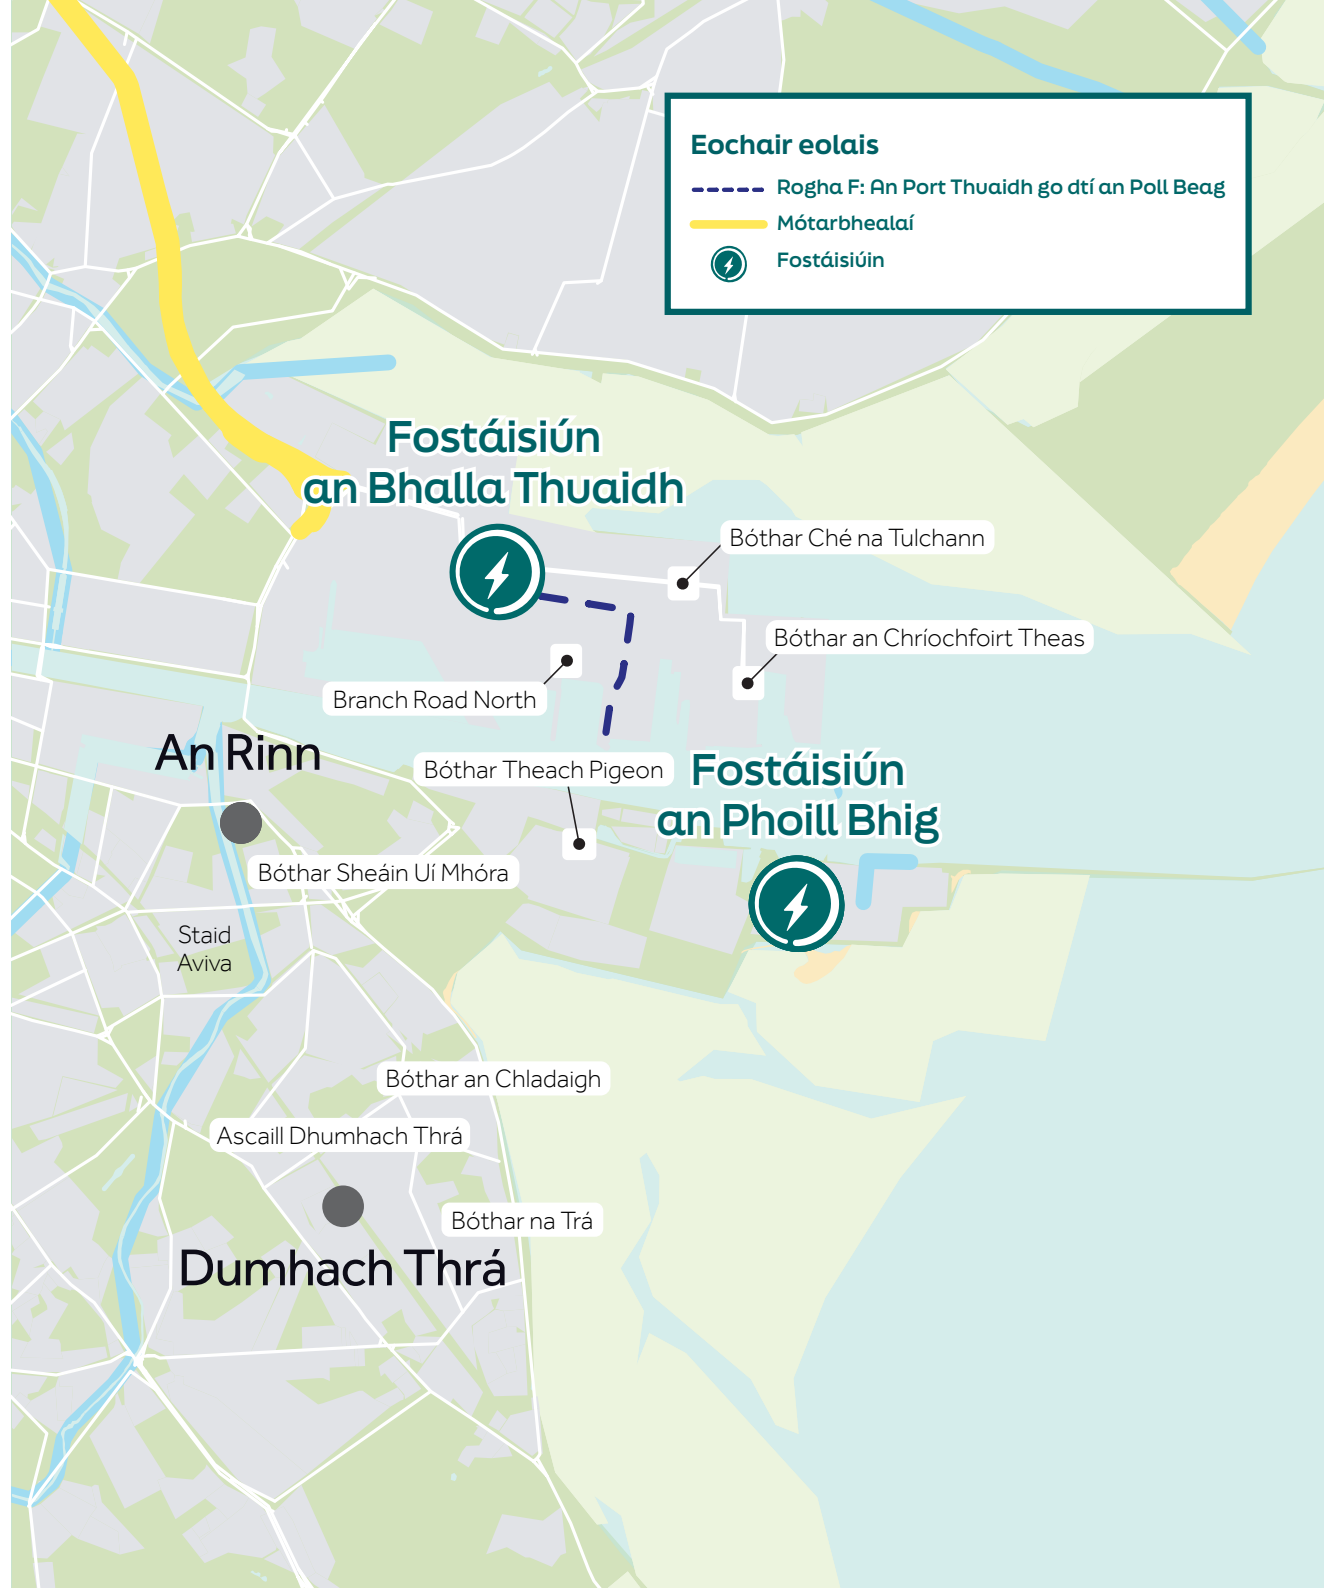 Eochair eolais
Rogha F: An Port Thuaidh go dtí an Poll Beag
Mótarbhealaí
Fostáisiúin
Fostáisiún
an Bhalla Thuaidh
Bóthar Ché na Tulchann
Bóthar an Chríochfoirt Theas
Branch Road North
An Rinn
Bóthar Theach Pigeon
Fostáisiún
an Phoill Bhig
Bóthar Sheáin Uí Mhóra
Staid
Aviva
Bóthar an Chladaigh
Ascaill Dhumhach Thrá
Bóthar na Trá
Dumhach Thrá